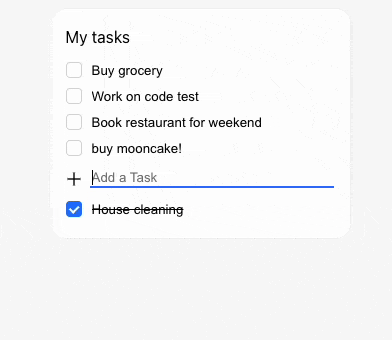 My tasks
Buy grocery
Work on code test
Book restaurant for weekend
buy mooncake!
Add a Task
House cleaning